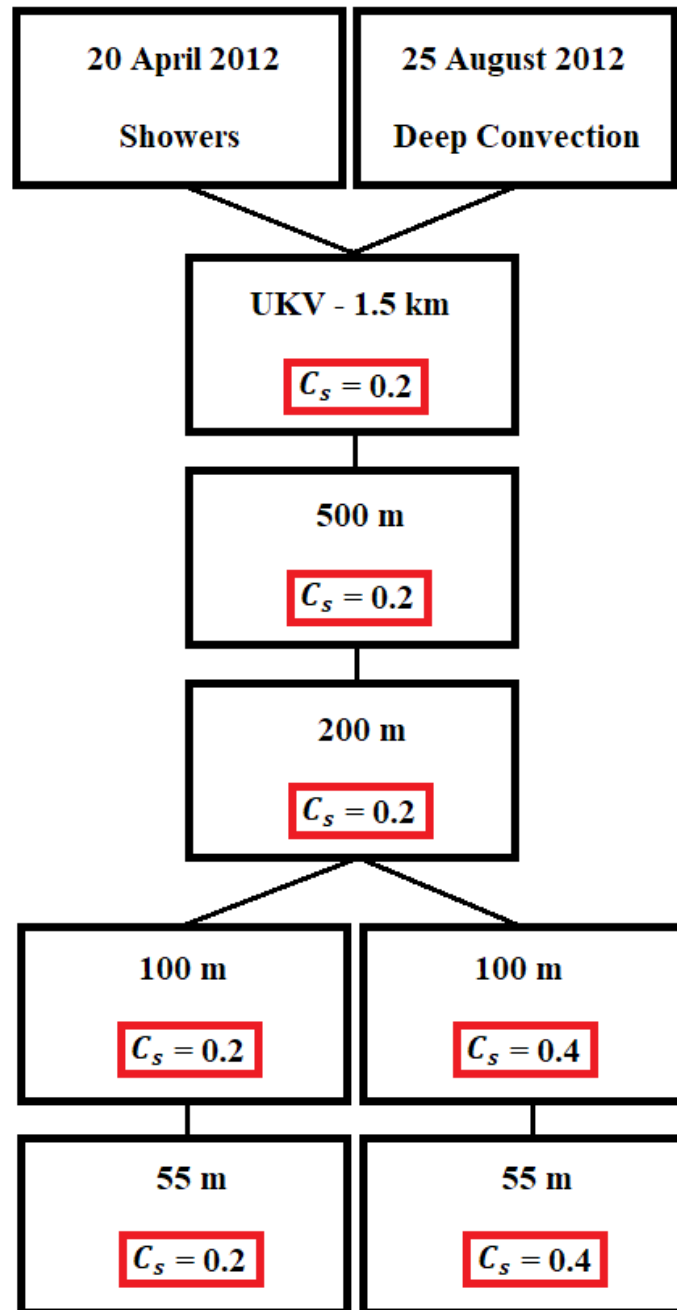 20 April 2012
Showers
25 August 2012
Deep Convection
UKV - 1.5 km
C_s = 0.2
500 m
C_s = 0.2
200 m
C_s = 0.2
100 m
C_s = 0.2
100 m
C_s = 0.4
55 m
C_s = 0.2
55 m
C_s = 0.4